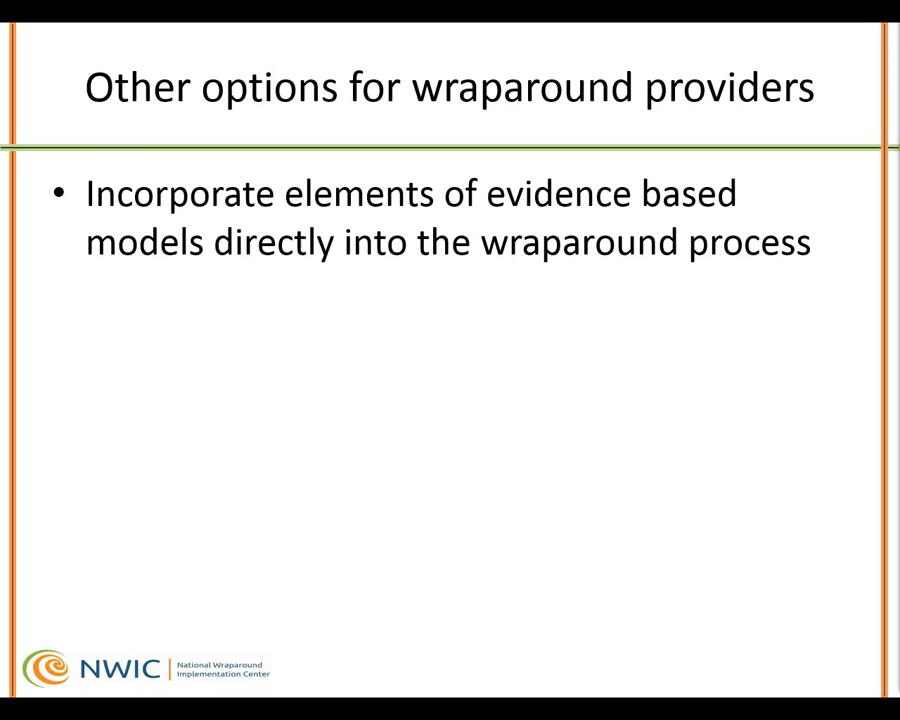 Other options for wraparound providers
• Incorporate elements of evidence based
models directly into the wraparound process
NWIC
National Wraparound
Implementation Center